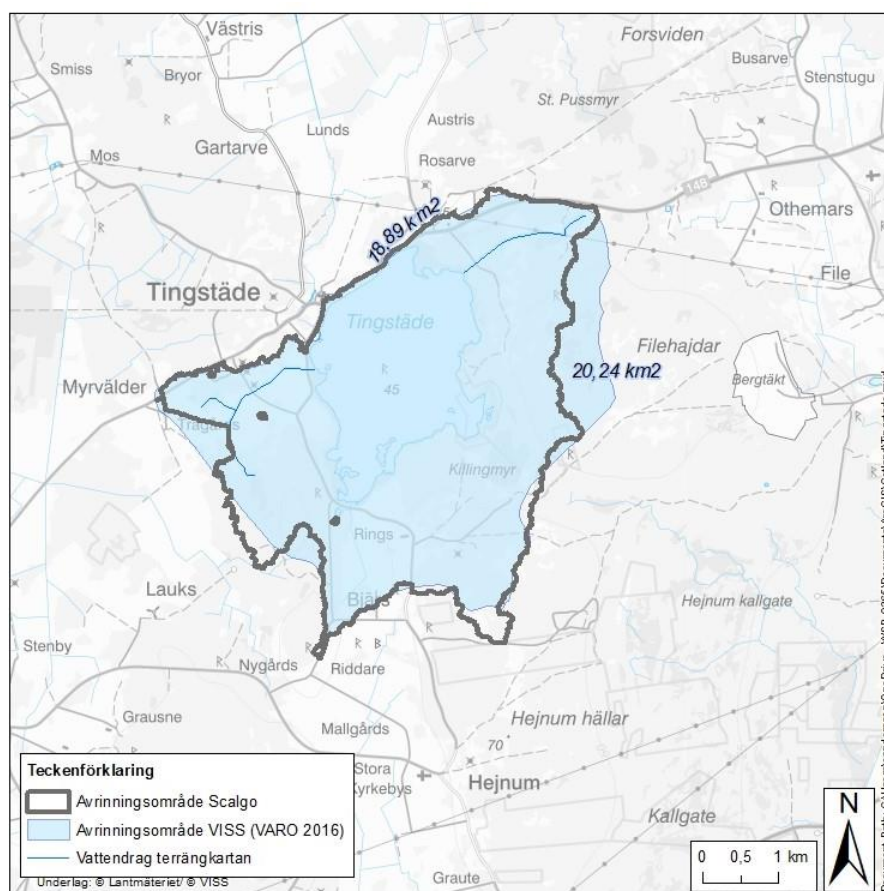 Västris
Forsviden
Busarve
Smiss
Bryor
Stenstugu
St. Pussmyr
Lunds
Austris
Gartarve
Rosarve
Mos
148
Othemars
18,89 km2
File
Tingstäde
Tingstäde
Filehajdar
20,24 km2
Myrvälder
45
Bergtäkt
Killingmyr
Rings
Lauks
Hejnum kallgate
Stenby
Nygårds
Riddare
Grausne
Mallgårds
Hejnum hällar
70
Stora
Kyrkebys
Hejnum
Kallgate
Graute
Teckenförklaring
Avrinningsområde Scalgo
Avrinningsområde VISS (VARO 2016)
Vattendrag terrängkartan
Underlag: © Lantmäteriet/ © VISS
N
0 0,5 1 km